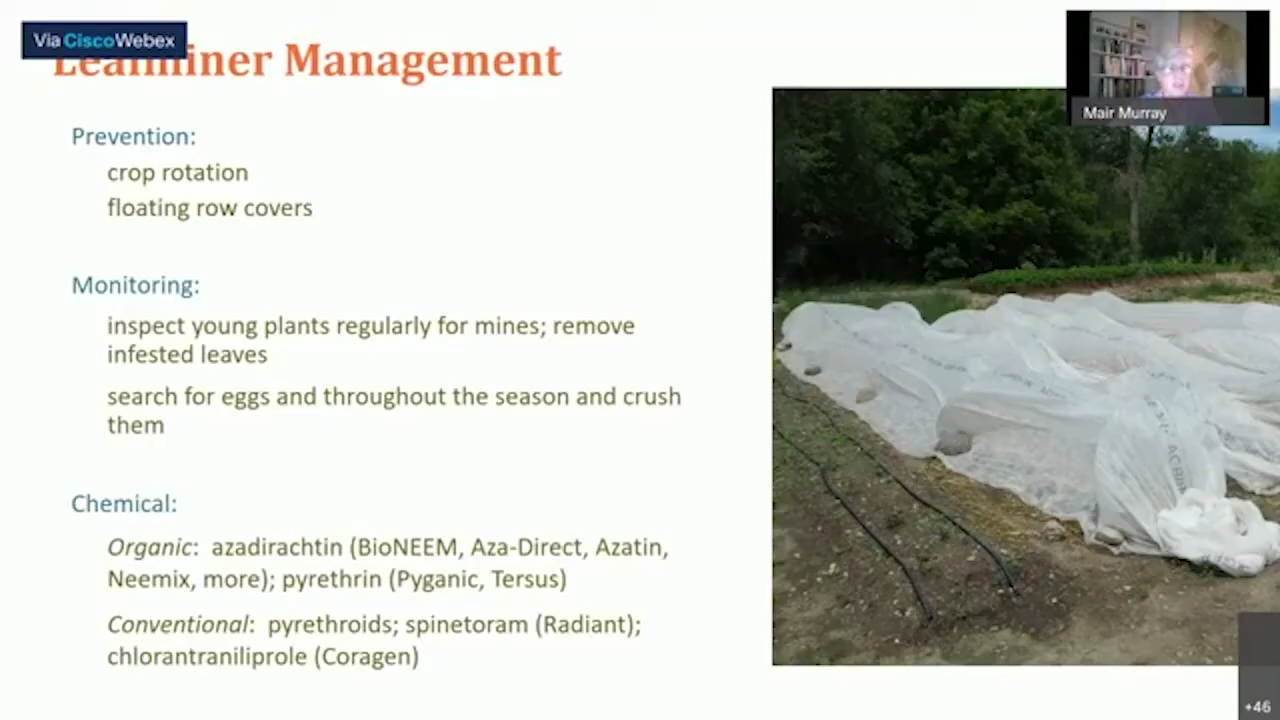 Via CiscoWebex
Leafminer Management
Mair Murray
Prevention:
crop rotation
floating row covers
Monitoring:
inspect young plants regularly for mines; remove
infested leaves
search for eggs and throughout the season and crush
them
Chemical:
Organic: azadirachtin (BioNEEM, Aza-Direct, Azatin,
Neemix, more); pyrethrin (Pyganic, Tersus)
Conventional: pyrethroids; spinetoram (Radiant);
chlorantraniliprole (Coragen)
+46